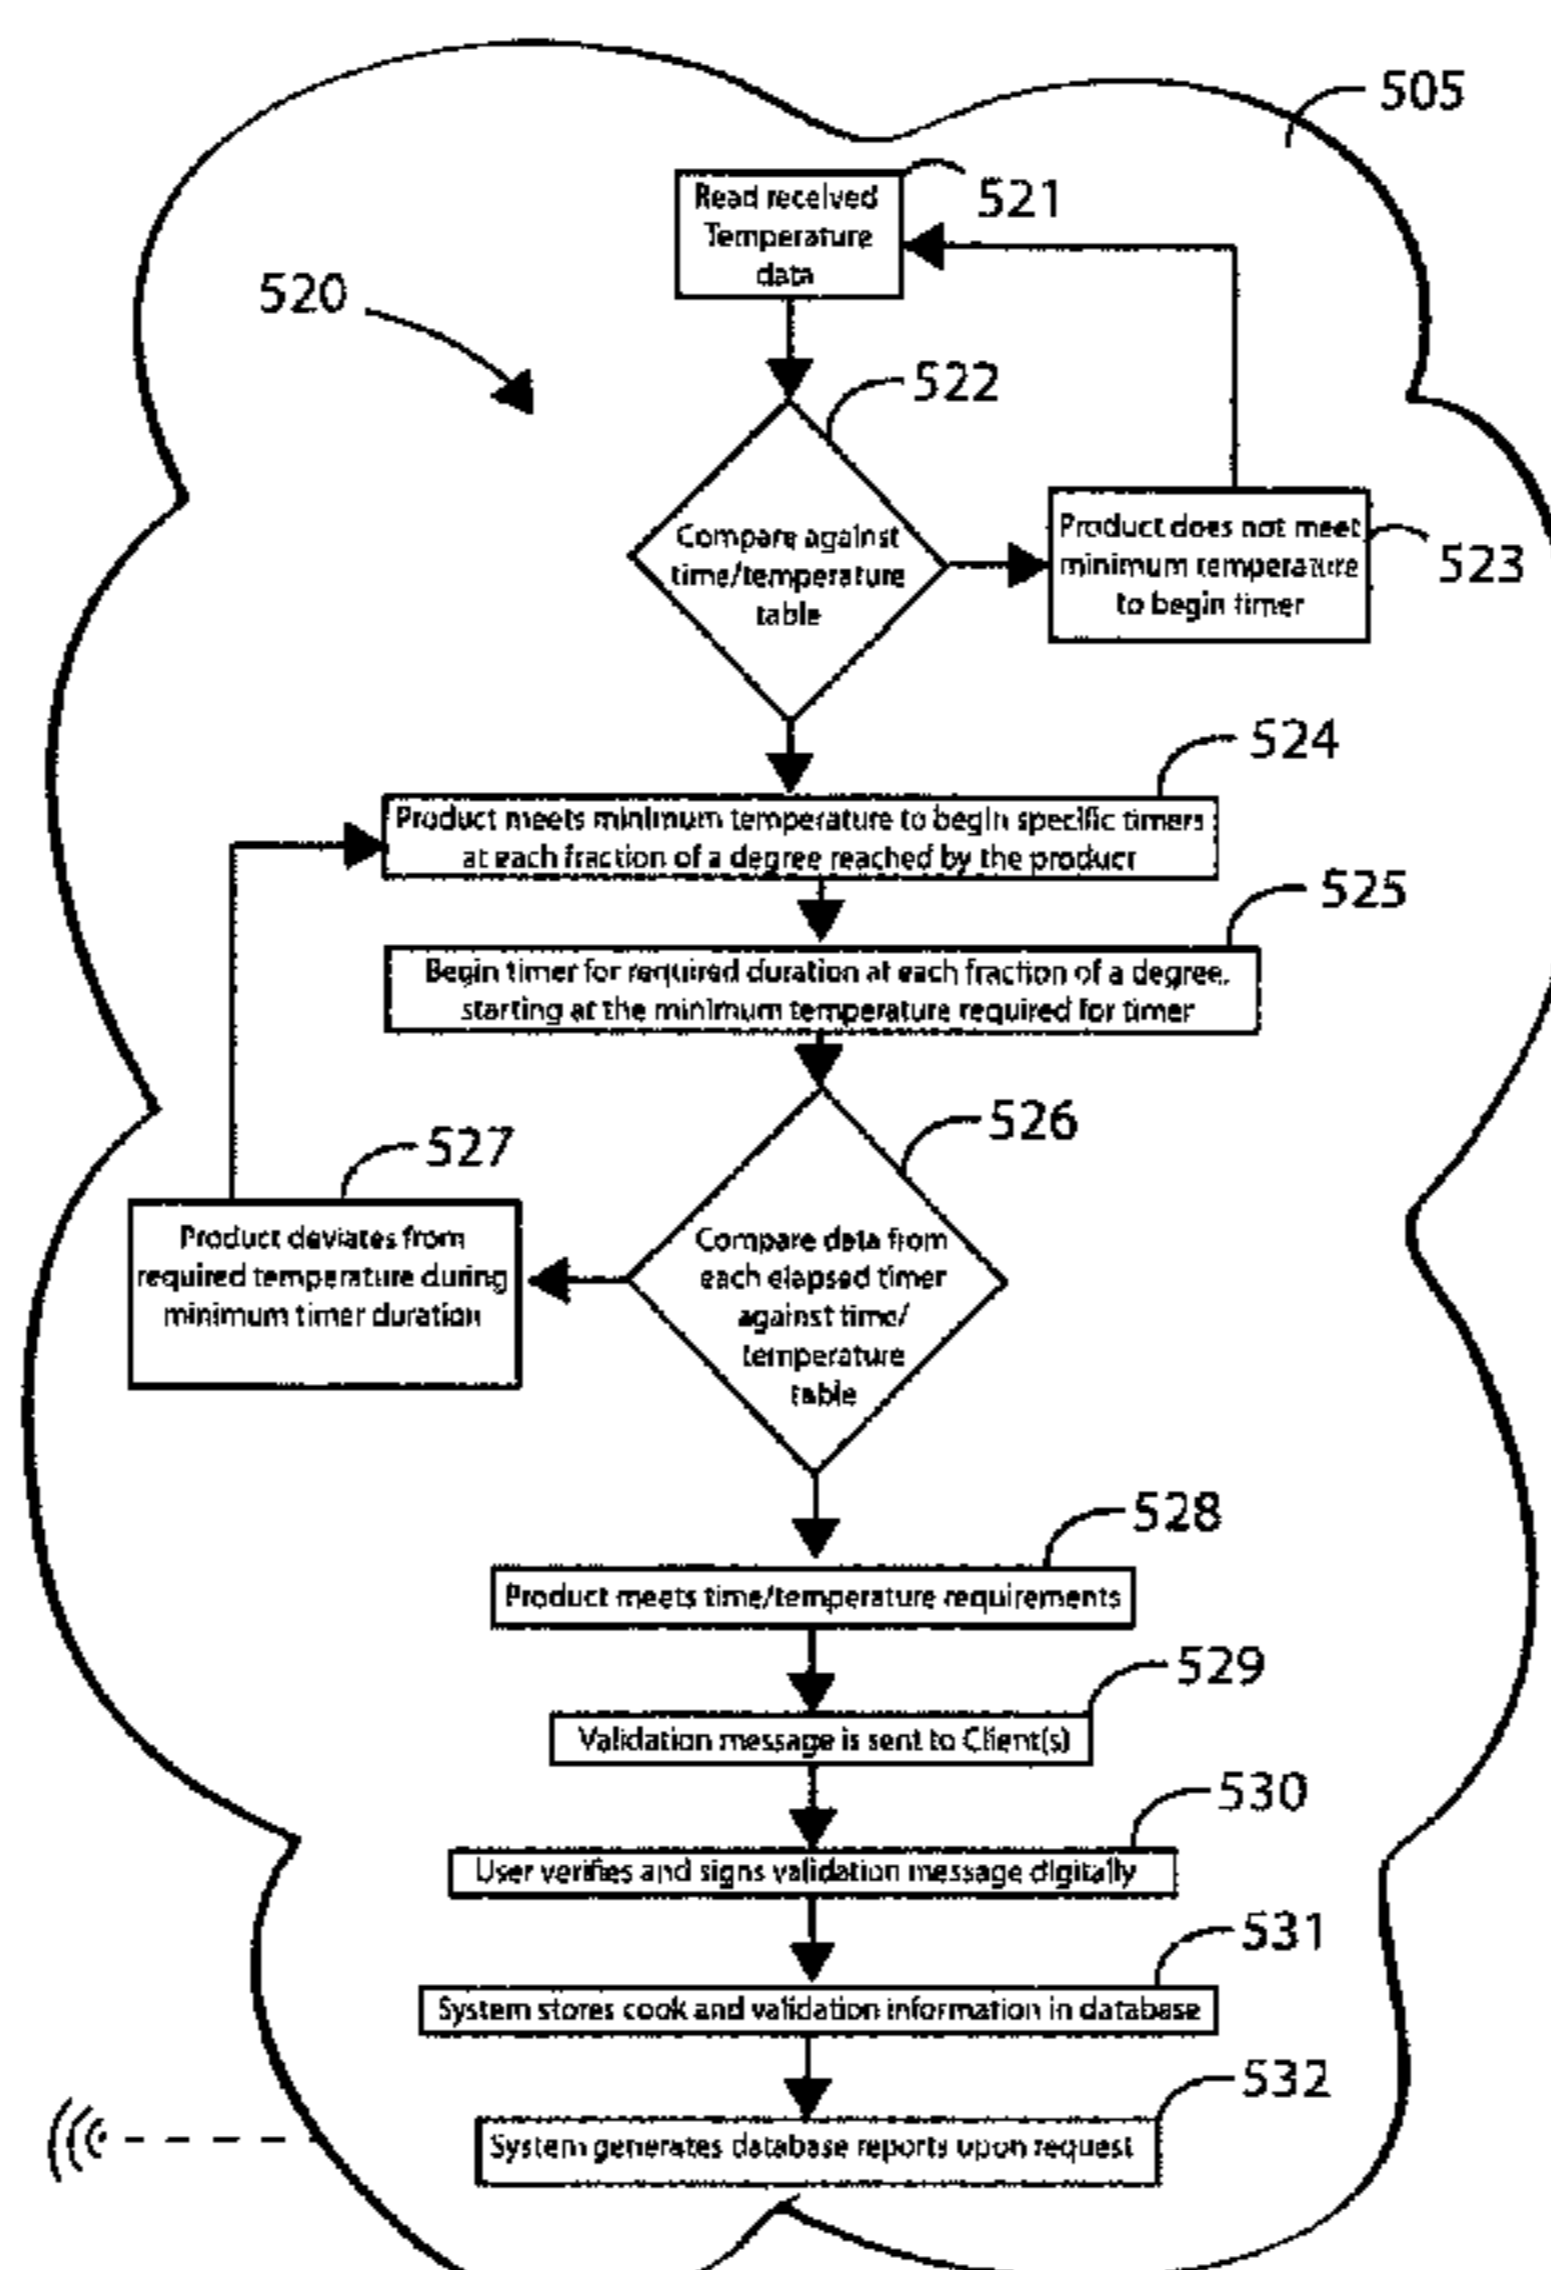 505
521
Read received
Temperature
data
520
522
Compare against
time/temperature
table
Product does not meet
minimum temperature
to begin timer
523
524
Product meets minimum temperature to begin specific timers
at each fraction of a degree reached by the product
525
Begin timer for required duration at each fraction of a degree,
starting at the minimum temperature required for timer
526
527
Product deviates from
required temperature during
minimum timer duration
Compare data from
each elapsed timer
against time/
temperature
table
528
Product meets time/temperature requirements
529
Validation message is sent to Client(s)
530
User verifies and signs validation message digitally
531
System stores cook and validation information in database
532
System generates database reports upon request